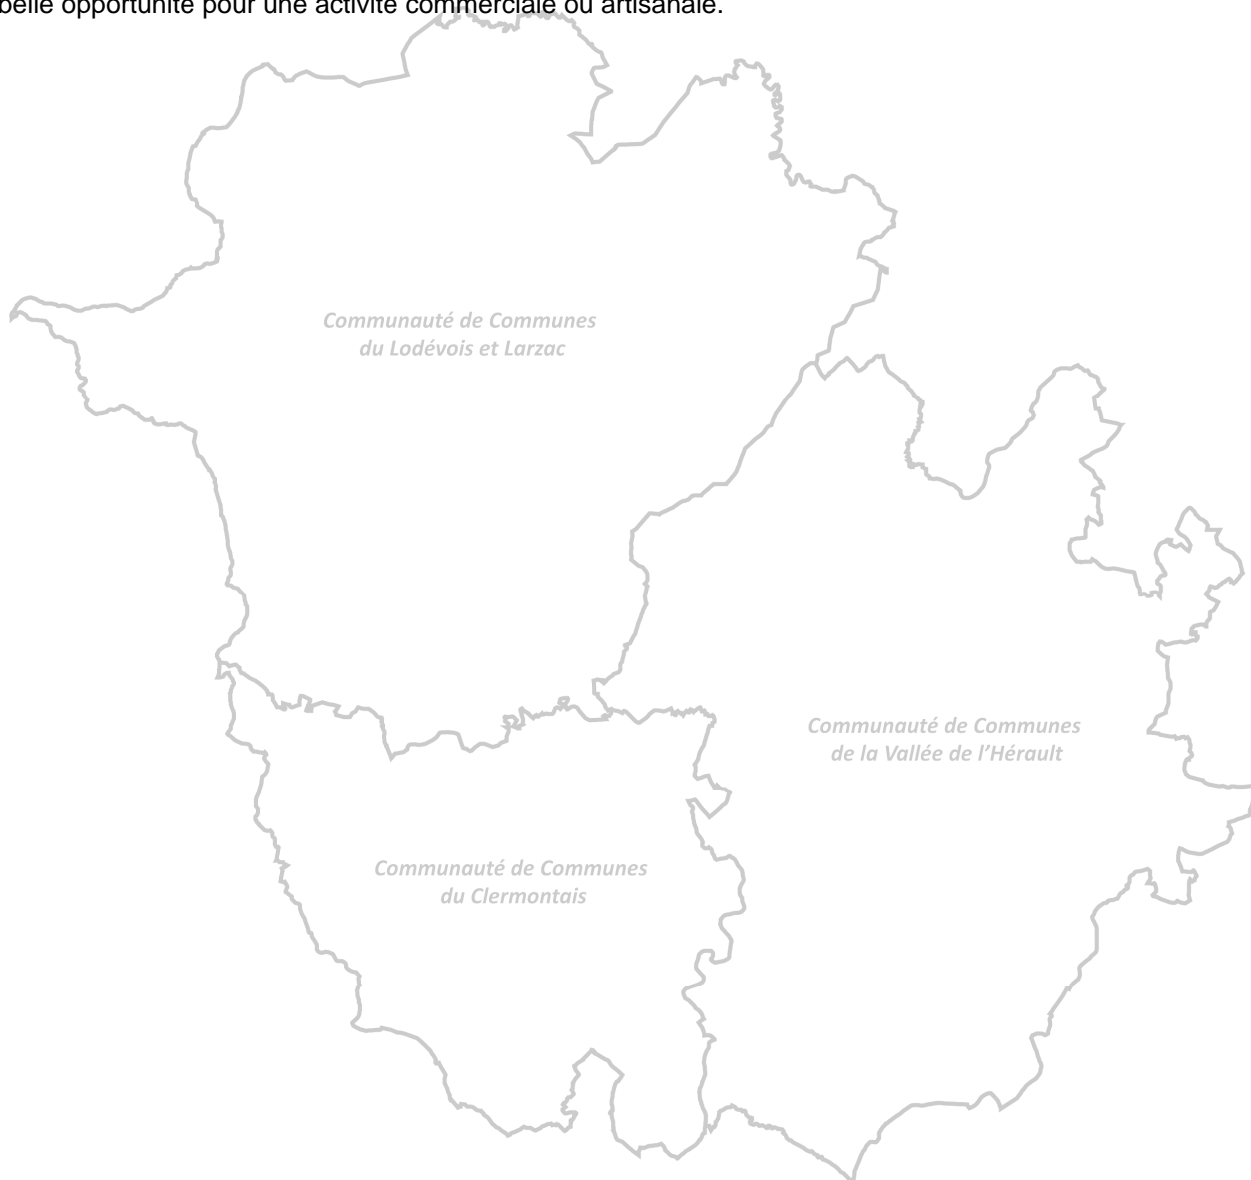 belle opportunité pour une activité commerciale ou artisanale.
Communauté de Communes
du Lodévois et Larzac
Communauté de Communes
de la Vallée de l’Hérault
Communauté de Communes
du Clermontais